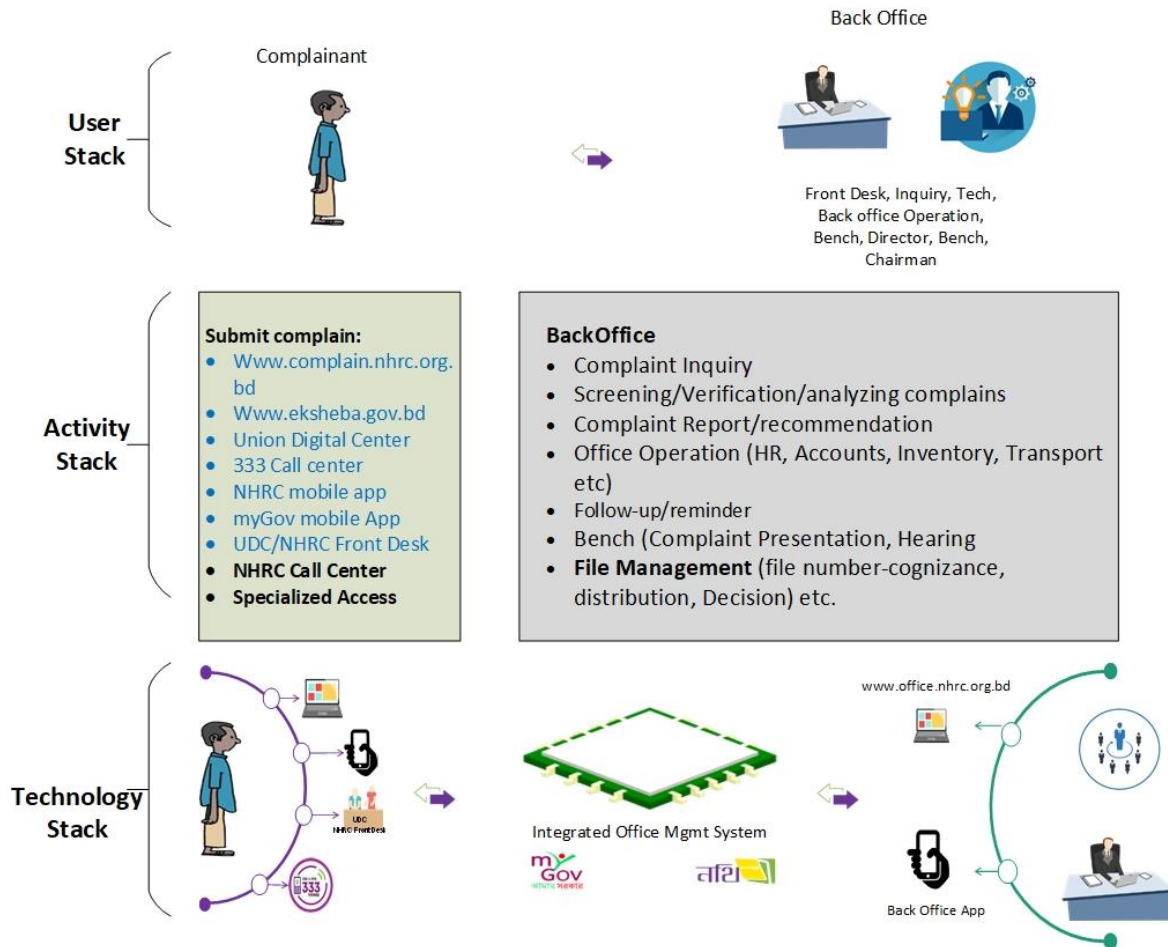 Back Office
Complainant
User
Stack
Front Desk, Inquiry, Tech,
Back office Operation,
Bench, Director, Bench,
Chairman
Activity
Stack
Submit complain:
• Www.complain.nhrc.org.
bd
• Www.eksheba.gov.bd
• Union Digital Center
• 333 Call center
• NHRC mobile app
• myGov mobile App
• UDC/NHRC Front Desk
• NHRC Call Center
• Specialized Access
BackOffice
• Complaint Inquiry
• Screening/Verification/analyzing complains
• Complaint Report/recommendation
• Office Operation (HR, Accounts, Inventory, Transport
etc)
• Follow-up/reminder
• Bench (Complaint Presentation, Hearing
• File Management (file number-cognizance,
distribution, Decision) etc.
Technology
Stack
UDC
NHRC FrontDesk
333
Integrated Office Mgmt System
myGov
আমার সরকার
নথি
www.office.nhrc.org.bd
Back Office App